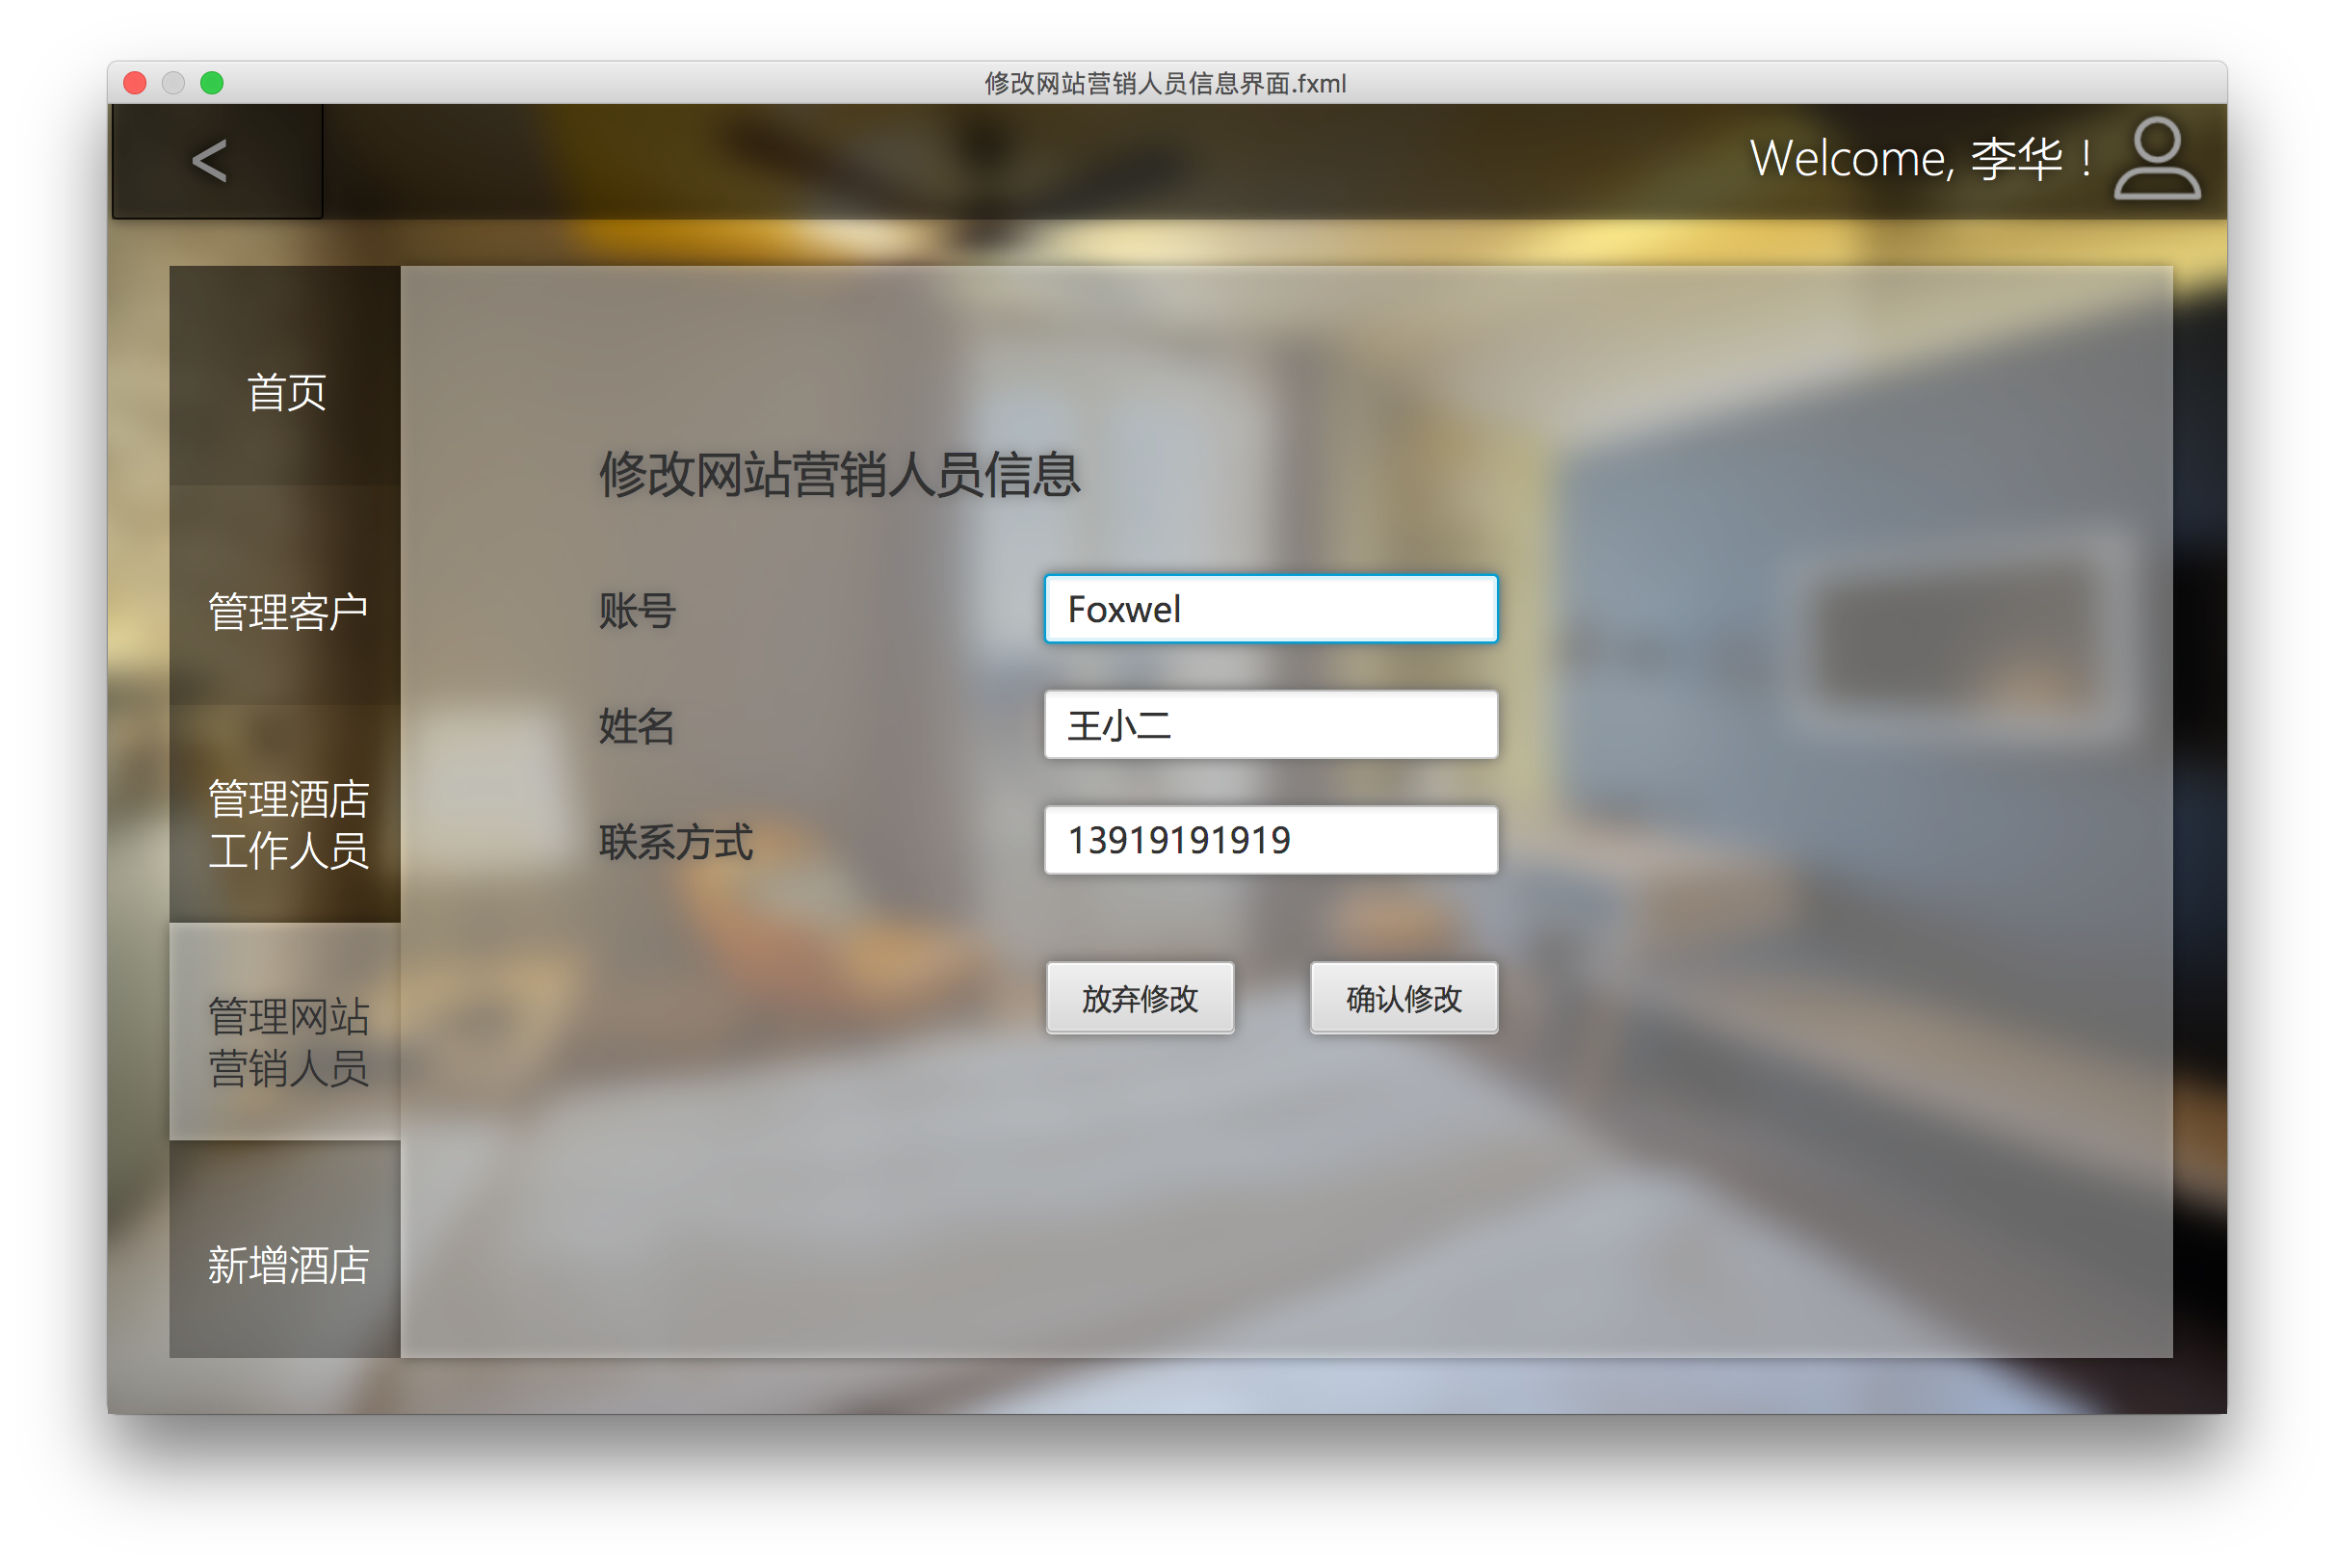 修改网站营销人员信息界面.fxml
<
Welcome, 李华！
首页
管理客户
管理酒店
工作人员
管理网站
营销人员
新增酒店
修改网站营销人员信息
账号
Foxwel
姓名
王小二
联系方式
13919191919
放弃修改
确认修改